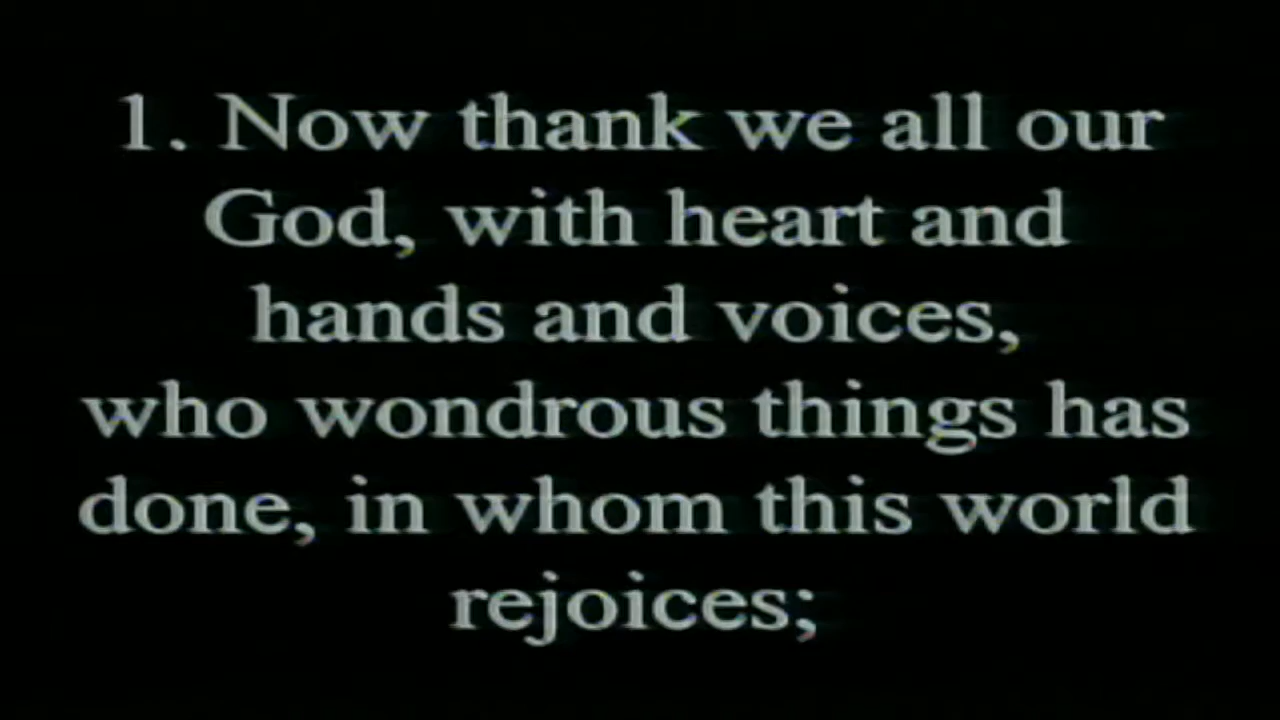 1. Now thank we all our
God, with heart and
hands and voices,
who wondrous things has
done, in whom this world
rejoices;